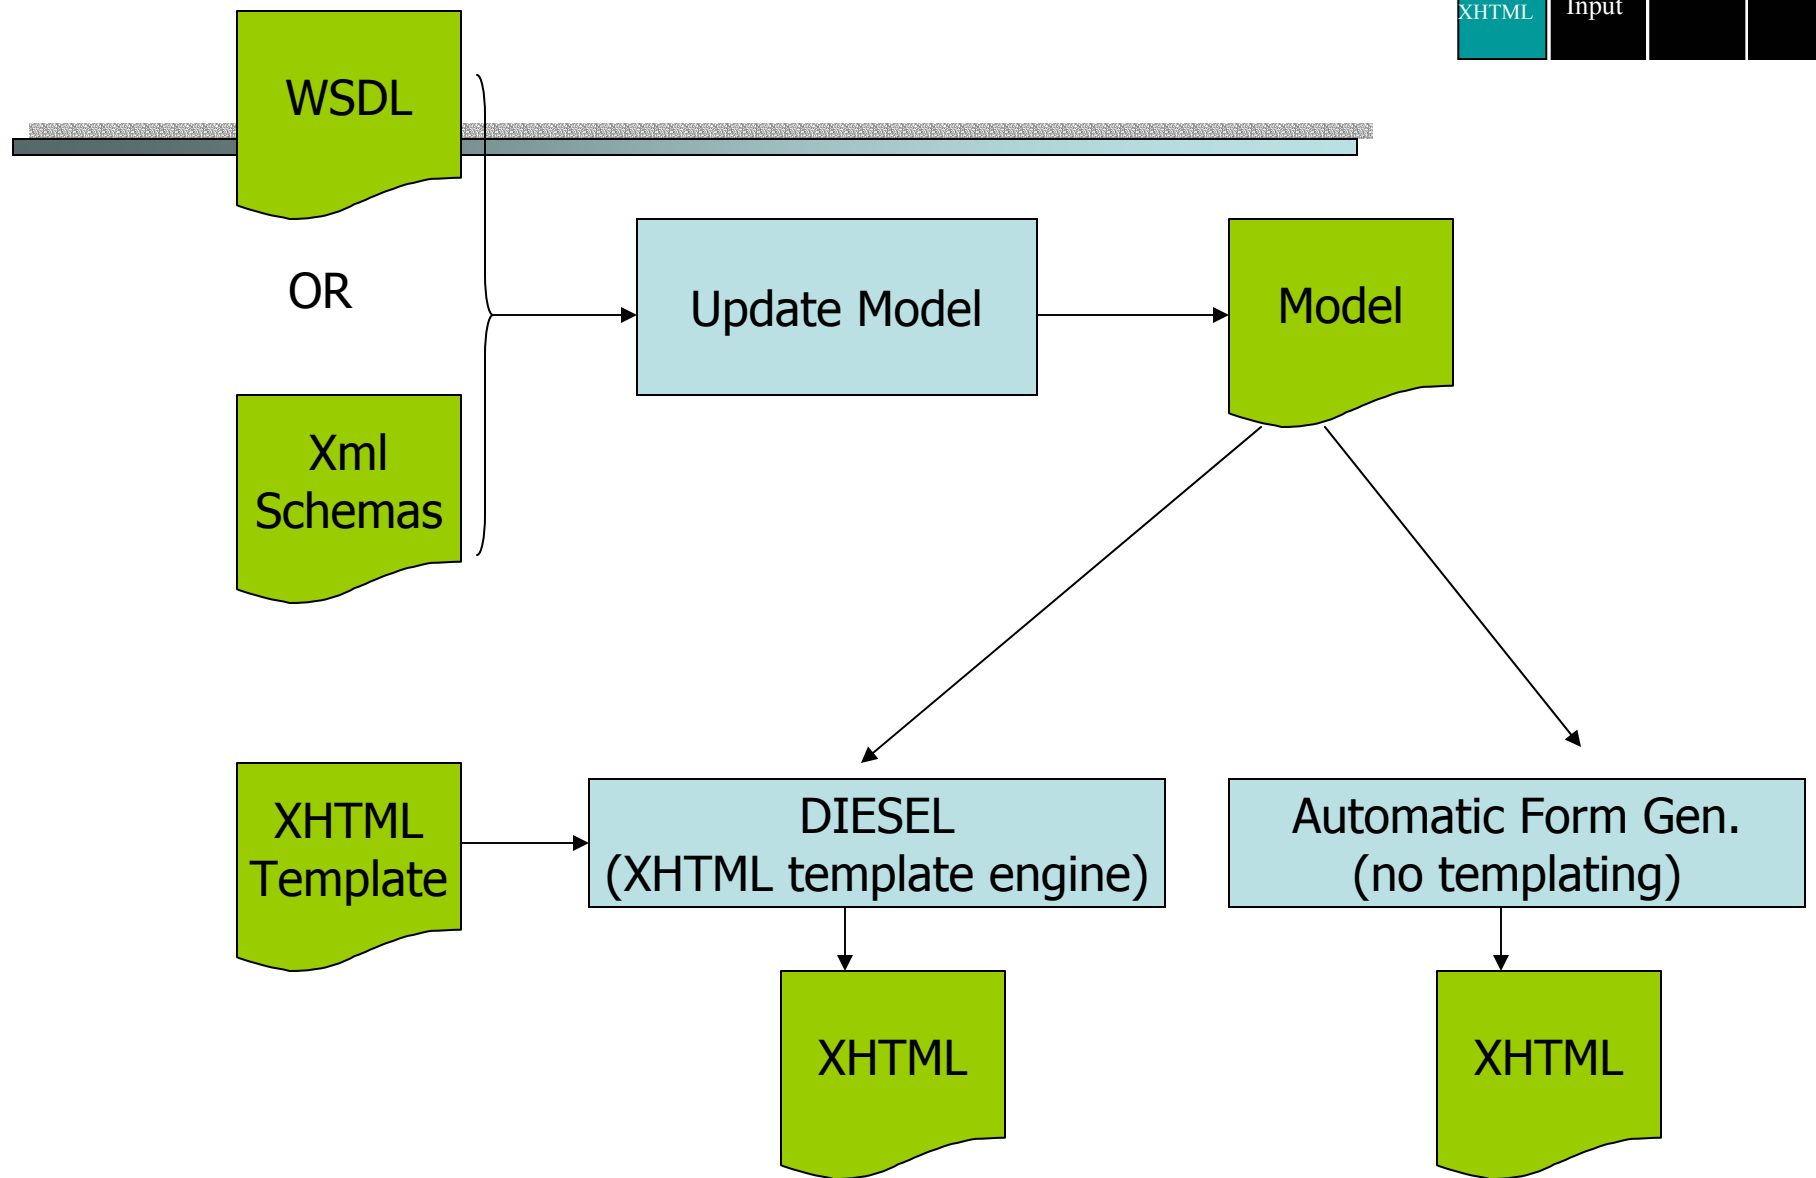 XHTML
Input
WSDL
OR
Update Model
Model
Xml
Schemas
XHTML
Template
DIESEL
(XHTML template engine)
Automatic Form Gen.
(no templating)
XHTML
XHTML